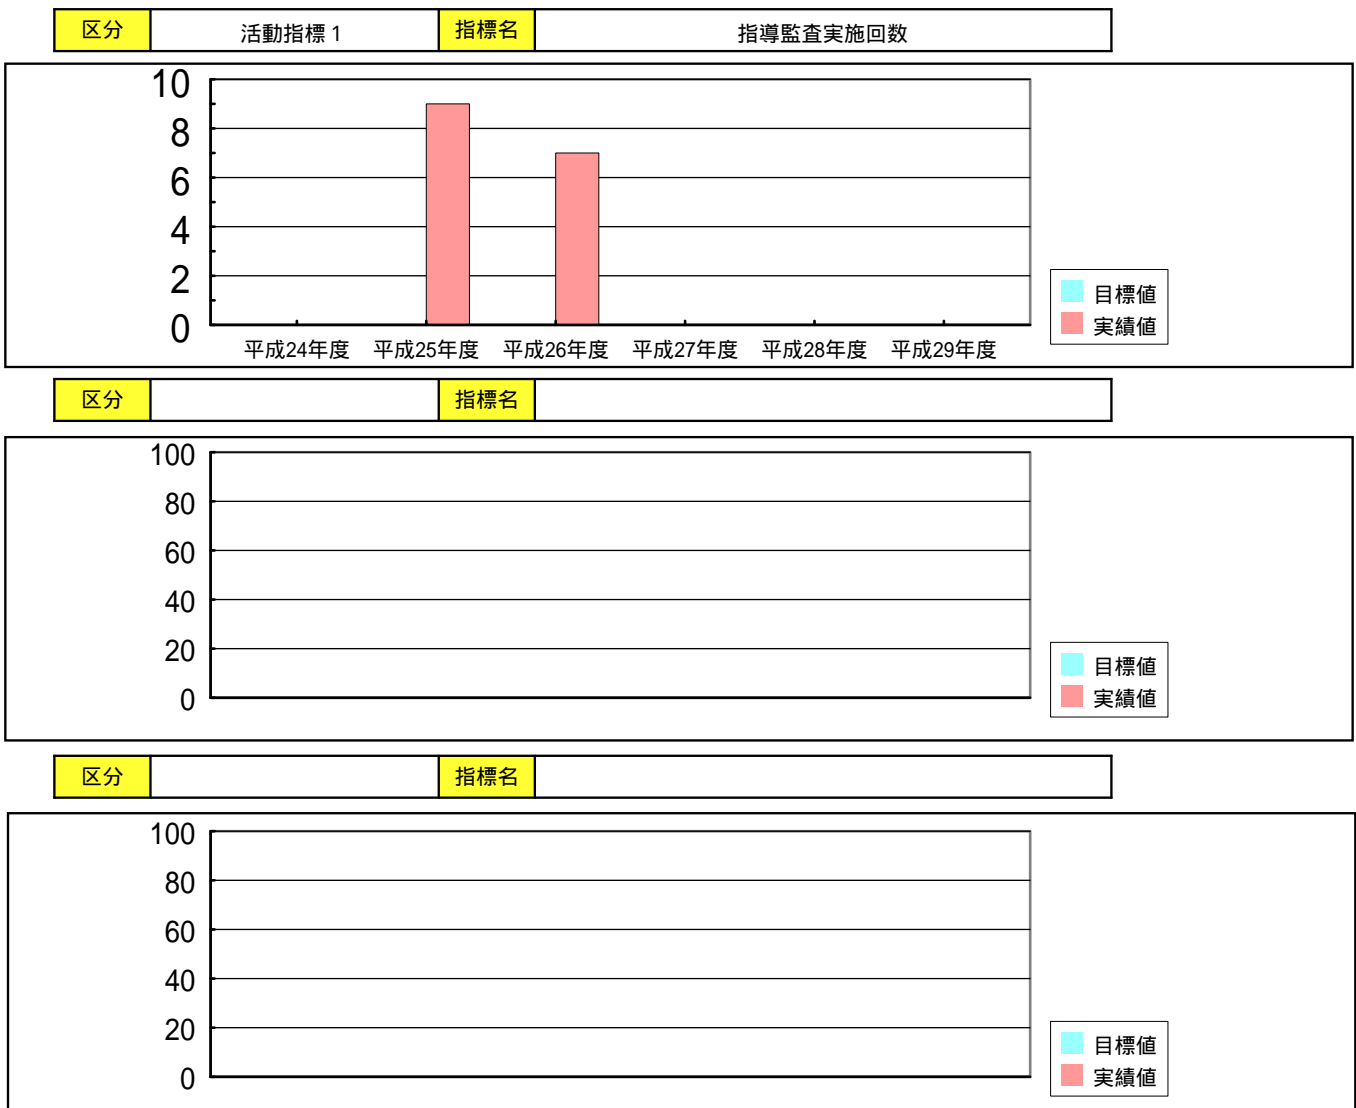 区分 活動指標１ 指標名 指導監査実施回数
10
8
6
4
2
0
平成24年度 平成25年度 平成26年度 平成27年度 平成28年度 平成29年度
目標値
実績値
区分 指標名
100
80
60
40
20
0
目標値
実績値
区分 指標名
100
80
60
40
20
0
目標値
実績値